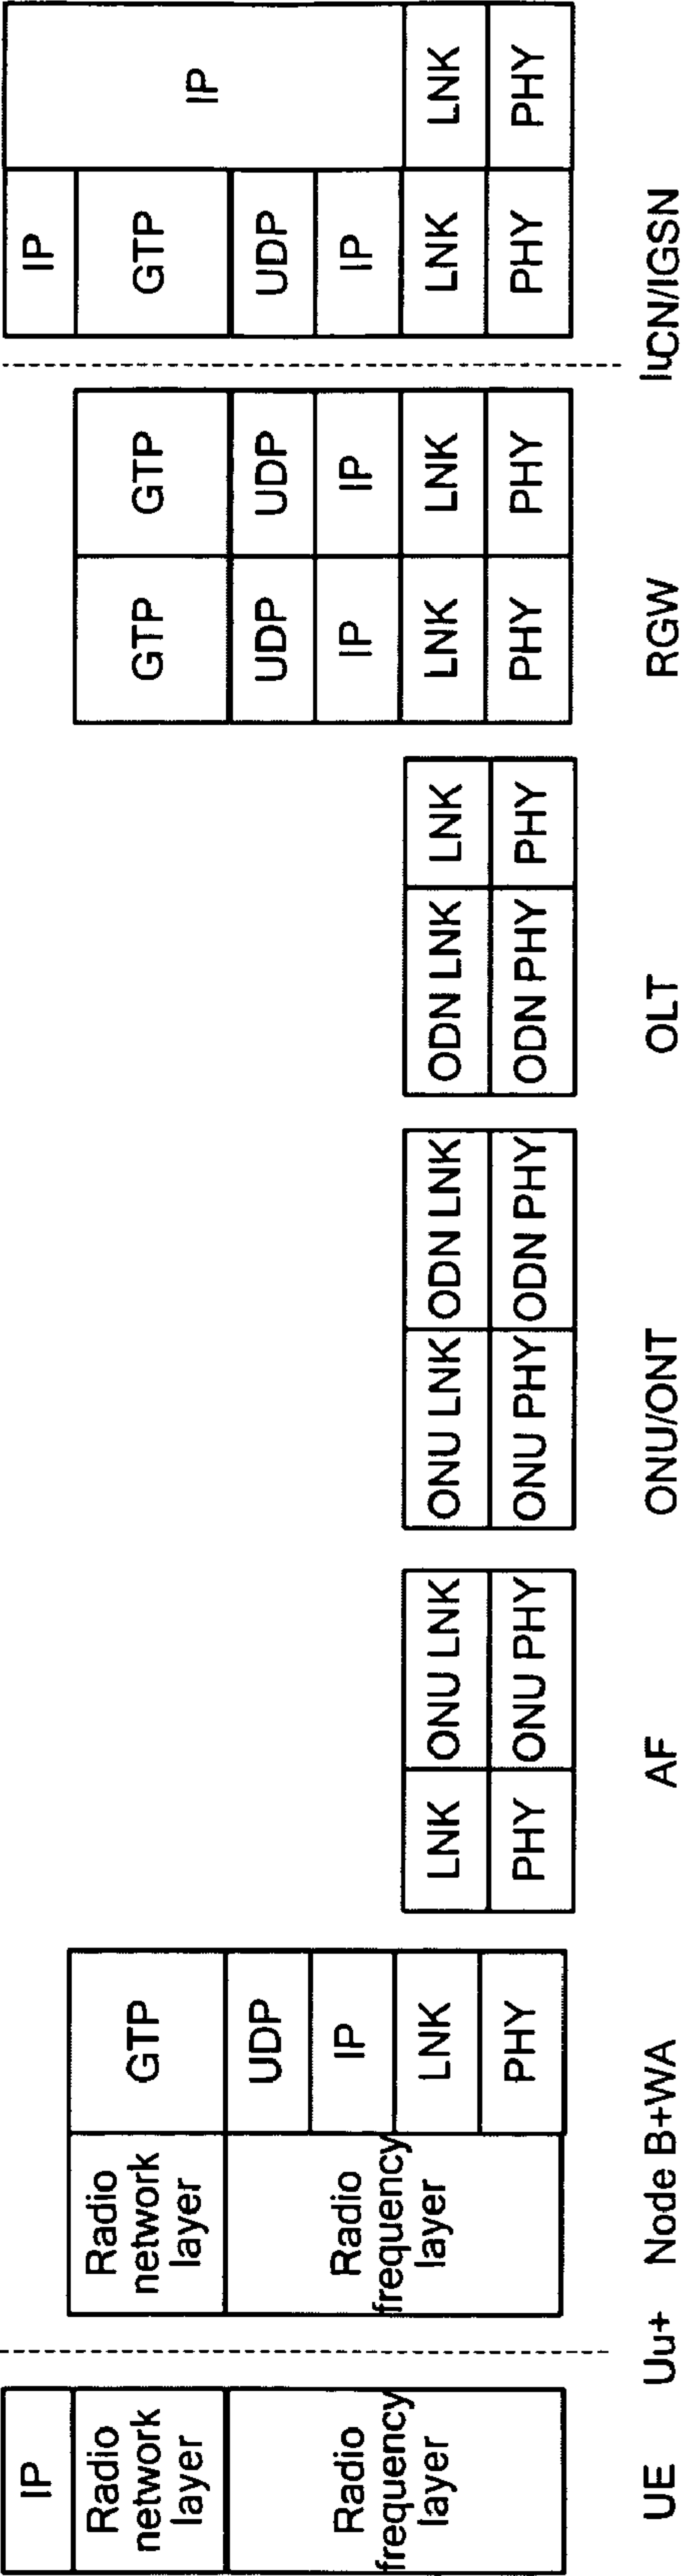 IP
Radio
network
layer
Radio
frequency
layer
UE
Uu+
Radio
network
layer
Radio
frequency
layer
GTP
UDP
IP
LNK
PHY
Node B+WA
LNK
PHY
ONU LNK
ONU PHY
AF
ONU LNK
ONU PHY
ODN LNK
ODN PHY
ONU/ONT
ODN LNK
ODN PHY
LNK
PHY
OLT
GTP
UDP
IP
LNK
PHY
GTP
UDP
IP
LNK
PHY
RGW
Iu
IP
GTP
UDP
IP
LNK
PHY
IP
LNK
PHY
CN/IGSN